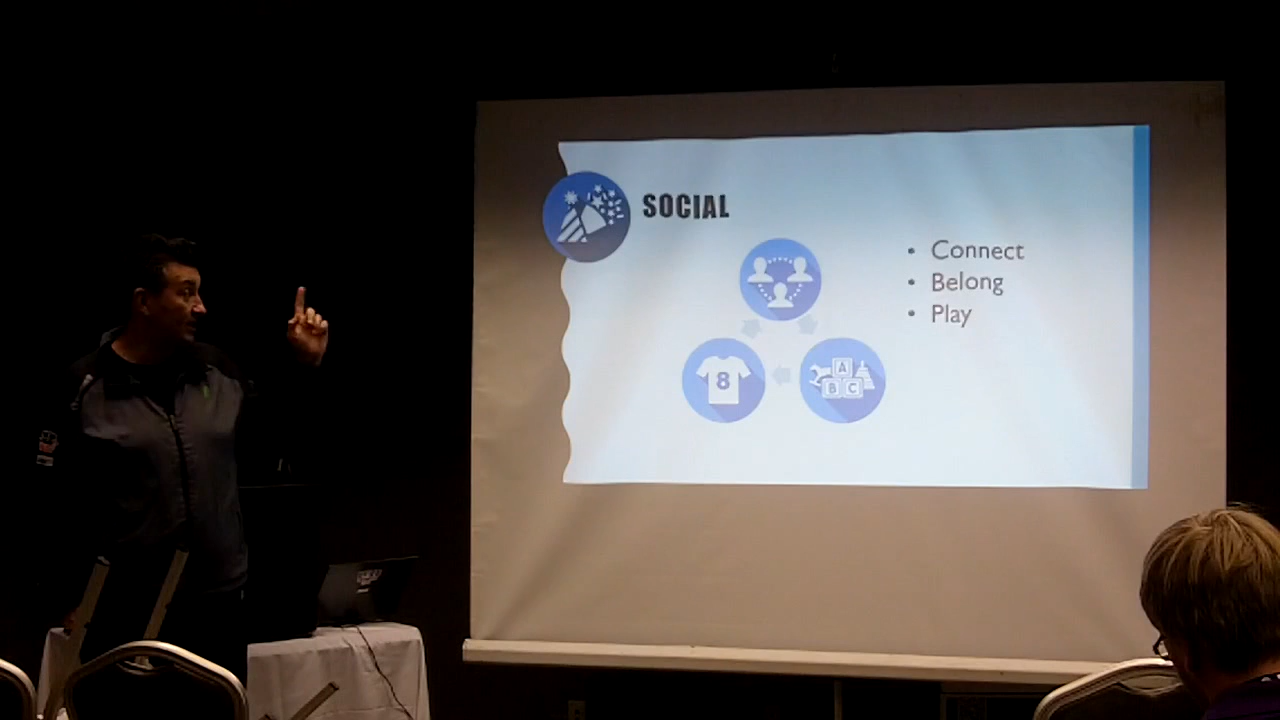 SOCIAL
• Connect
• Belong
• Play
8
A
B C